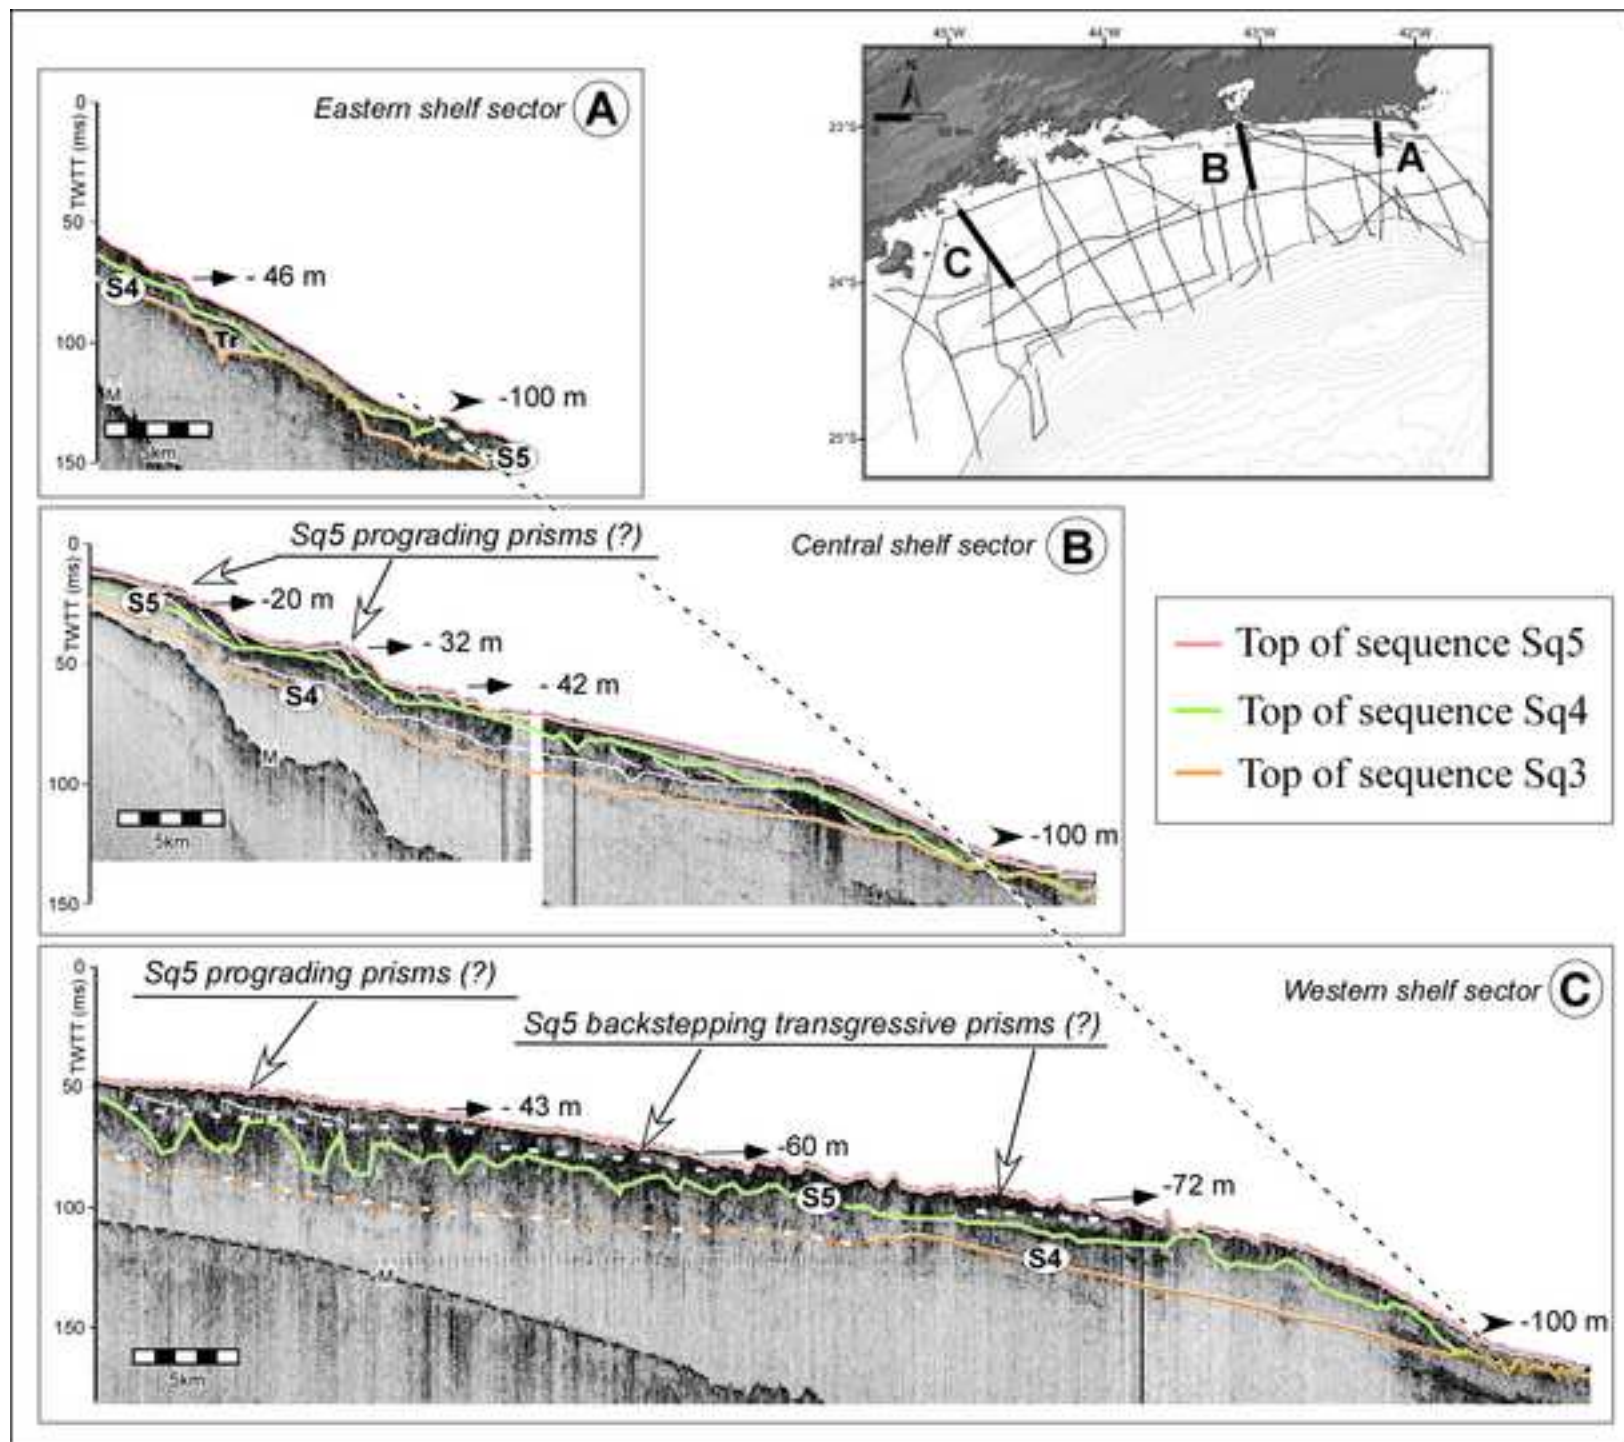 Eastern shelf sector A
0
TWTT (ms)
50
100
150
S4
Tr
M
- 46 m
-100 m
S5
5km
45°W 44°W 43°W 42°W
N
0 50 km
23°S
24°S
25°S
A
B
C
Sq5 prograding prisms (?)
Central shelf sector B
0
TWTT (ms)
50
100
150
S5
-20 m
- 32 m
S4
- 42 m
M
5km
-100 m
Top of sequence Sq5
Top of sequence Sq4
Top of sequence Sq3
Sq5 prograding prisms (?)
Western shelf sector C
Sq5 backstepping transgressive prisms (?)
0
TWTT (ms)
50
100
150
- 43 m
-60 m
-72 m
S5
S4
M
-100 m
5km